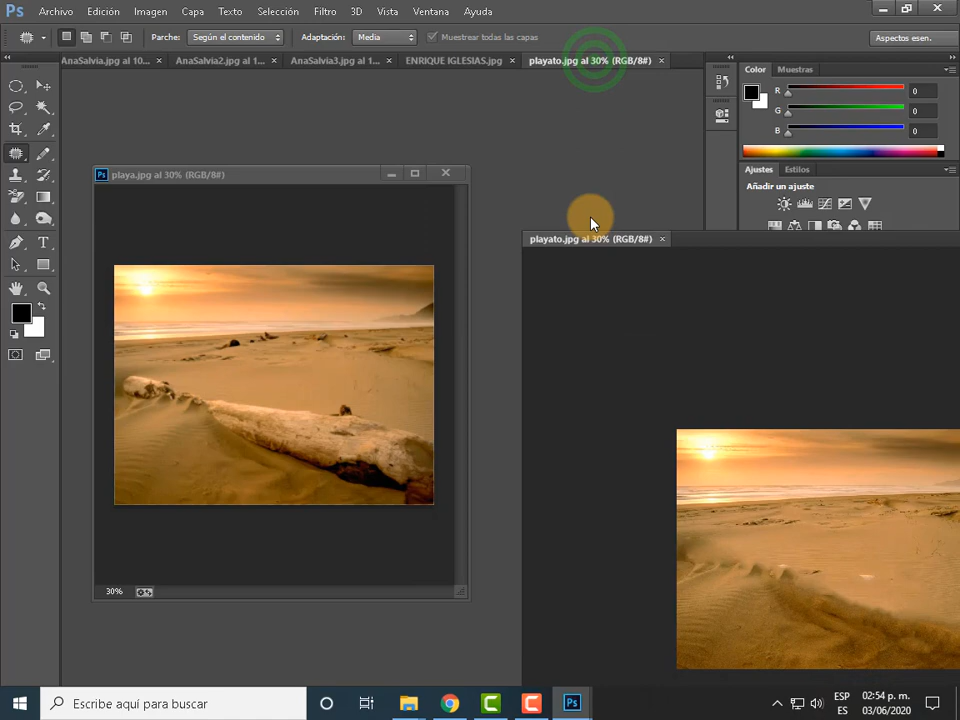 Ps Archivo Edición Imagen Capa Texto Selección Filtro 3D Vista Ventana Ayuda
Parche: Según el contenido Adaptación: Media Muestrear todas las capas Aspectos esen.
AnaSalvia.jpg al 10... × AnaSalvia2.jpg al 1... × AnaSalvia3.jpg al 1... × ENRIQUE IGLESIAS.jpg × playato.jpg al 30% (RGB/8#) ×
Color Muestras
R 0
G 0
B 0
Ajustes Estilos
Añadir un ajuste
Ps playa.jpg al 30% (RGB/8#)
playato.jpg al 30% (RGB/8#) ×
30%
Escribe aquí para buscar
Ps
ESP
ES
02:54 p. m.
03/06/2020